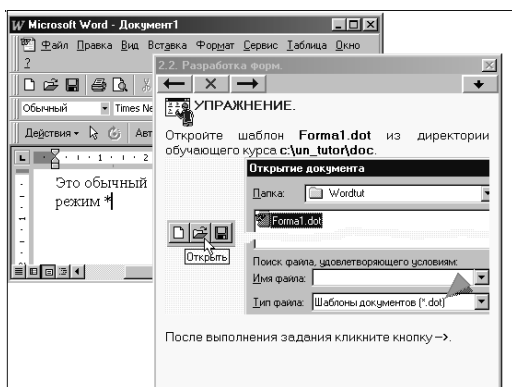 Microsoft Word - Документ1
Файл Правка Вид Вставка Формат Сервис Таблица Окно
?
Обычный Times Ne
Действия Авт
1 2
Это обычный
режим *
2.2. Разработка форм.
УПРАЖНЕНИЕ.
Откройте шаблон Forma1.dot из директории
обучающего курса c:\un_tutor\doc.
Открытие документа
Папка: Wordtut
Forma1.dot
Открыть
Поиск файла, удовлетворяющего условиям:
Имя файла:
Тип файла: Шаблоны документов (*.dot)
После выполнения задания кликните кнопку –>.